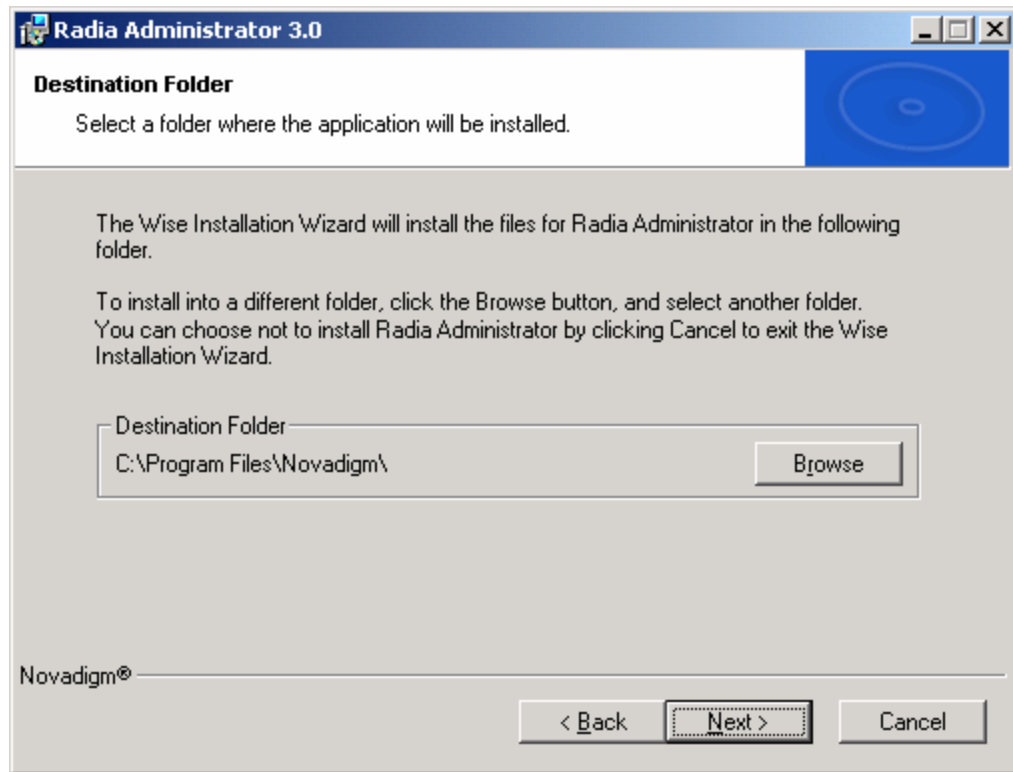 Radia Administrator 3.0
Destination Folder
Select a folder where the application will be installed.
The Wise Installation Wizard will install the files for Radia Administrator in the following
folder.
To install into a different folder, click the Browse button, and select another folder.
You can choose not to install Radia Administrator by clicking Cancel to exit the Wise
Installation Wizard.
Destination Folder
C:\Program Files\Novadigm\
Browse
Novadigm®
< Back
Next >
Cancel